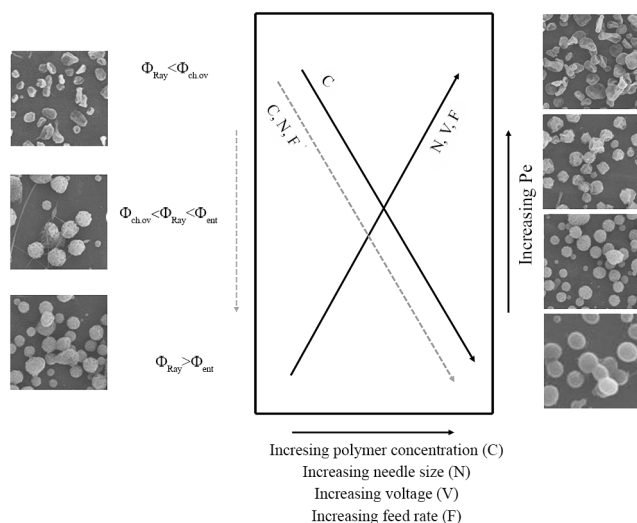 ΦRay<Φch.ov
Φch.ov<ΦRay<Φent
ΦRay>Φent
C
C, N, F
N, V, F
Increasing Pe
Incresing polymer concentration (C)
Increasing needle size (N)
Increasing voltage (V)
Increasing feed rate (F)